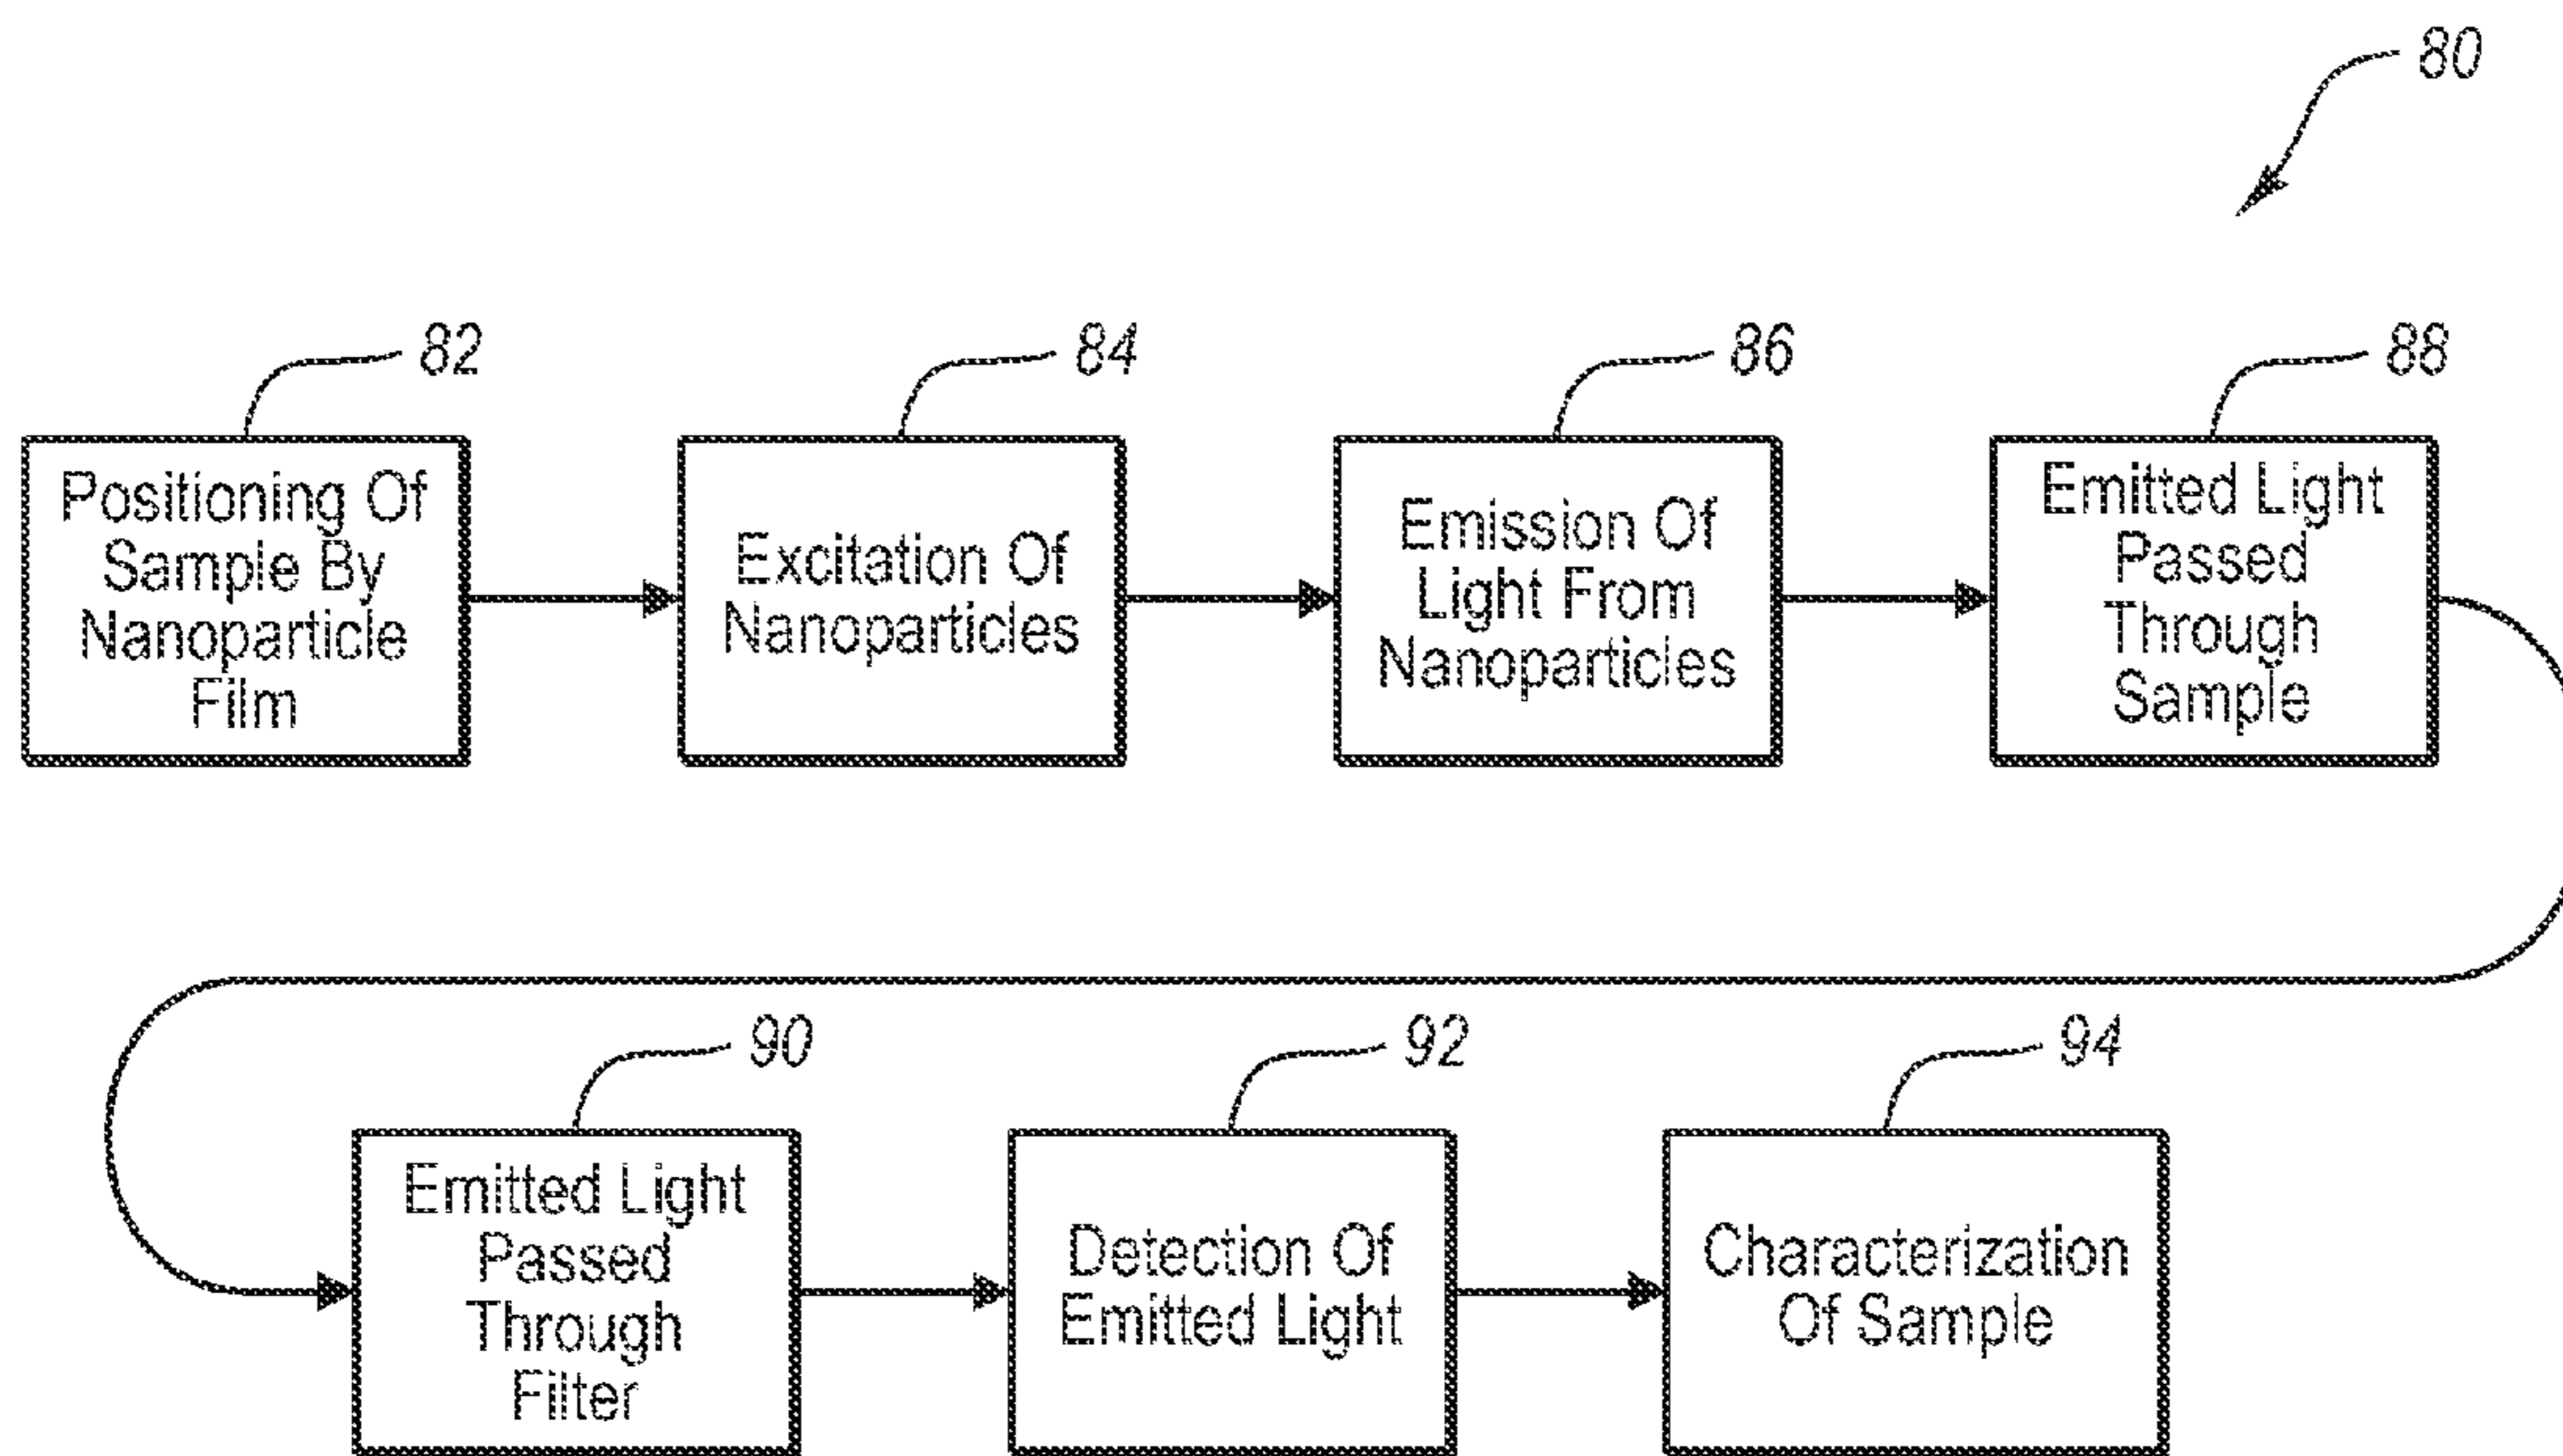 80
82
84
86
88
Positioning Of
Sample By
Nanoparticle
Film
Excitation Of
Nanoparticles
Emission Of
Light From
Nanoparticles
Emitted Light
Passed
Through
Sample
90
92
94
Emitted Light
Passed
Through
Filter
Detection Of
Emitted Light
Characterization
Of Sample